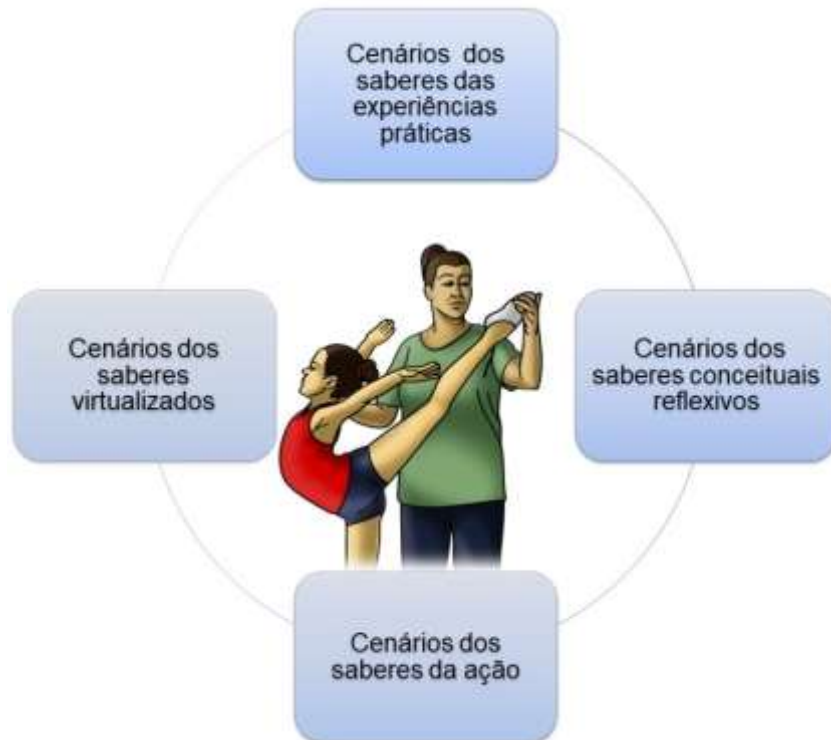 Cenários dos
saberes das
experiências
práticas
Cenários dos
saberes conceituais
reflexivos
Cenários dos
saberes da ação
Cenários dos
saberes
virtualizados